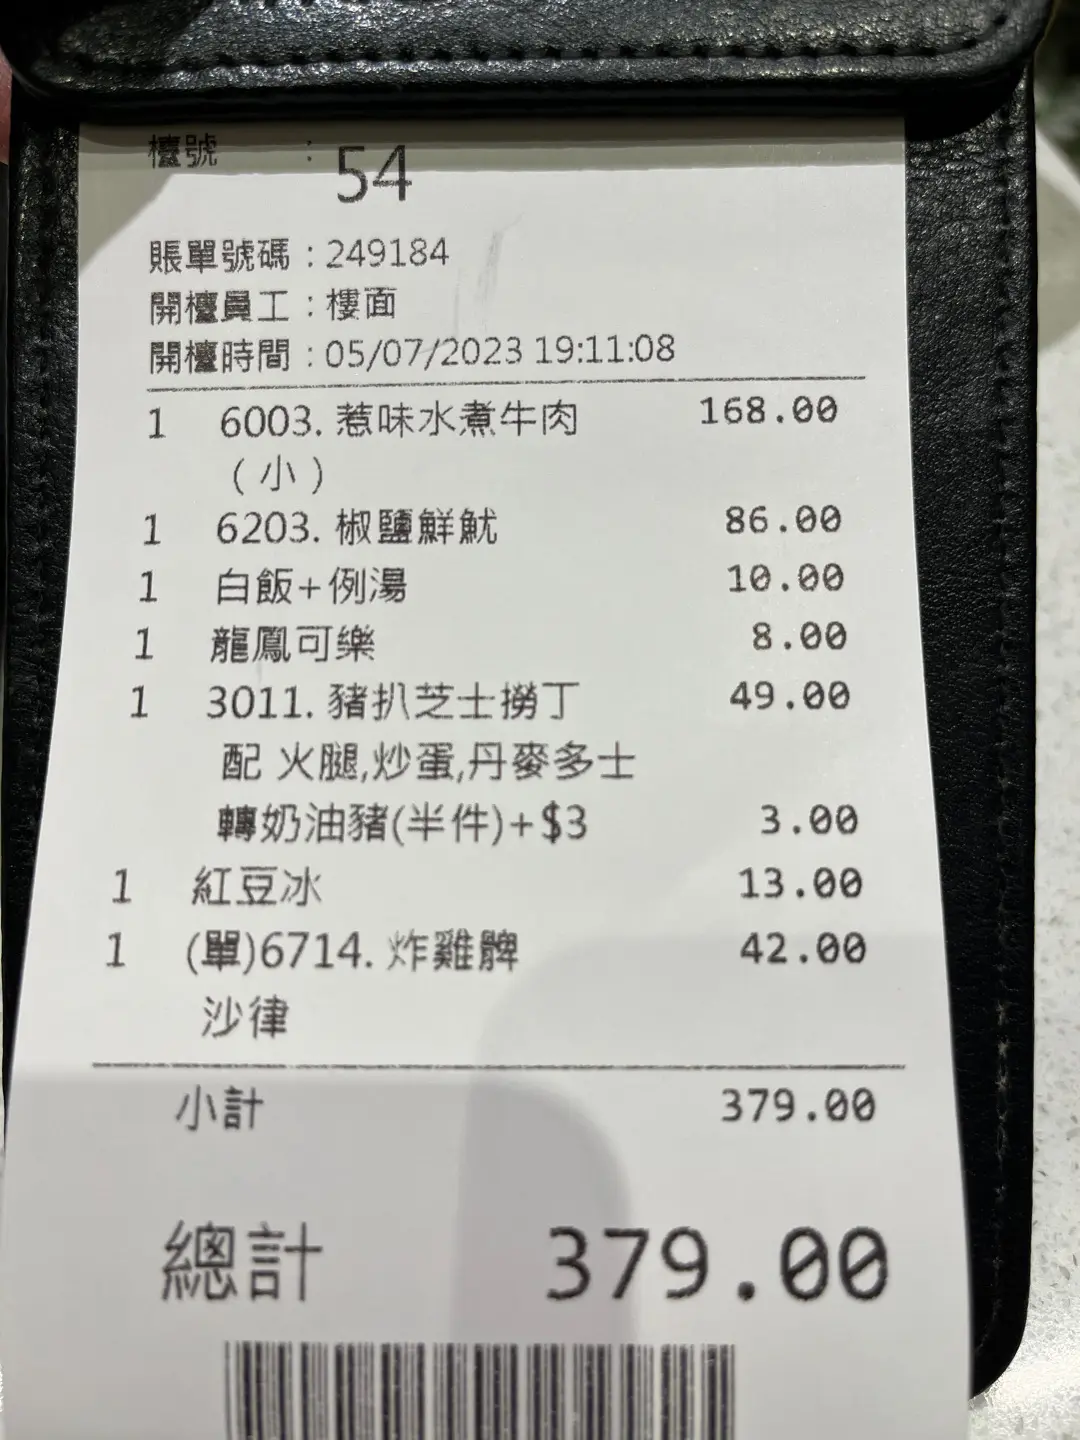 檯號 : 54
賬單號碼 : 249184
開檯員工 : 樓面
開檯時間 : 05/07/2023 19:11:08
1 6003. 惹味水煮牛肉 168.00
(小)
1 6203. 椒鹽鮮魷 86.00
1 白飯+例湯 10.00
1 龍鳳可樂 8.00
1 3011. 豬扒芝士撈丁 49.00
配 火腿,炒蛋,丹麥多士
轉奶油豬(半件)+$3 3.00
1 紅豆冰 13.00
1 (單)6714. 炸雞髀 42.00
沙律
小計 379.00
總計 379.00